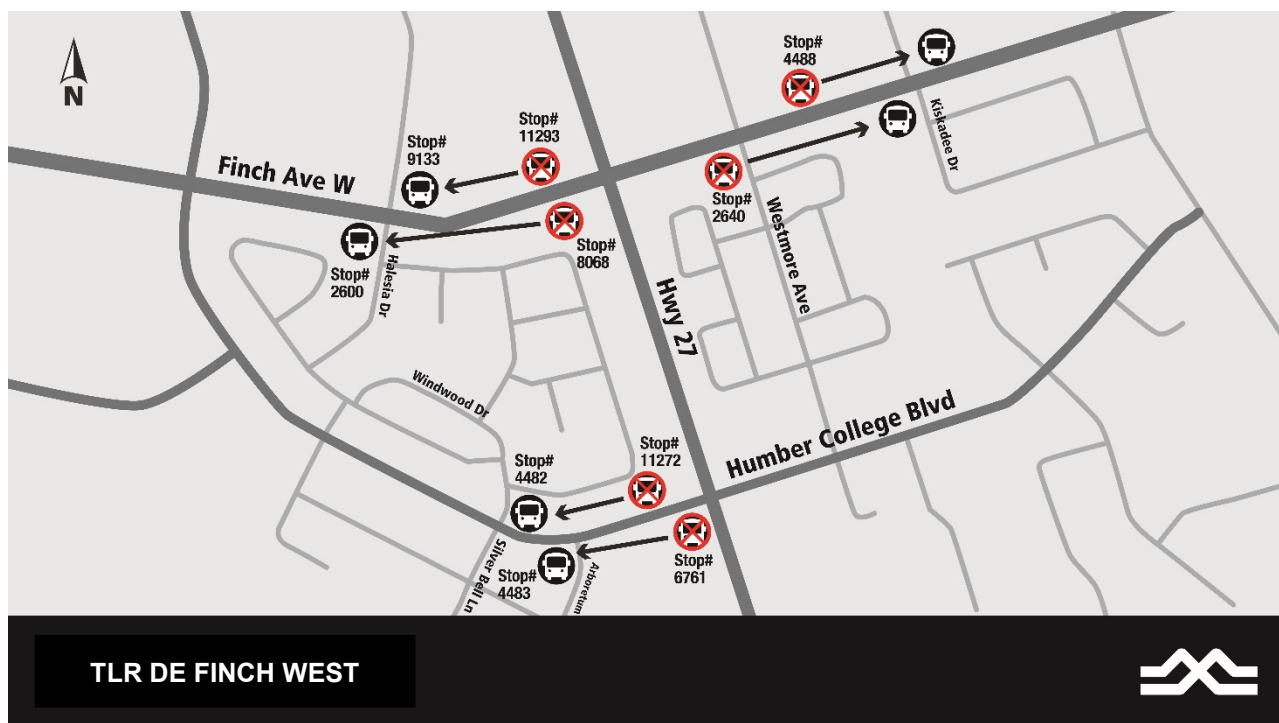 N
Stop#
4488
Stop#
11293
Stop#
9133
Finch Ave W
Kiskadee Dr
Stop#
2640
Westmore Ave
Stop#
8068
Stop#
2600
Halesia Dr
Hwy 27
Windwood Dr
Humber College Blvd
Stop#
11272
Stop#
4482
Silver Bell Ln
Stop#
4483
Arboretum
Stop#
6761
TLR DE FINCH WEST